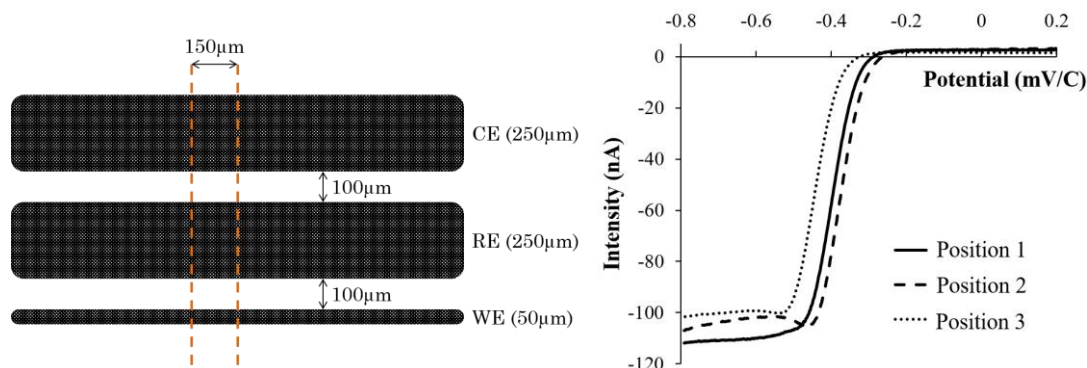 150µm
CE (250µm)
100µm
RE (250µm)
100µm
WE (50µm)
-0.8 -0.6 -0.4 -0.2 0 0.2
0
-20
-40
-60
-80
-100
-120
Potential (mV/C)
Intensity (nA)
Position 1
Position 2
Position 3